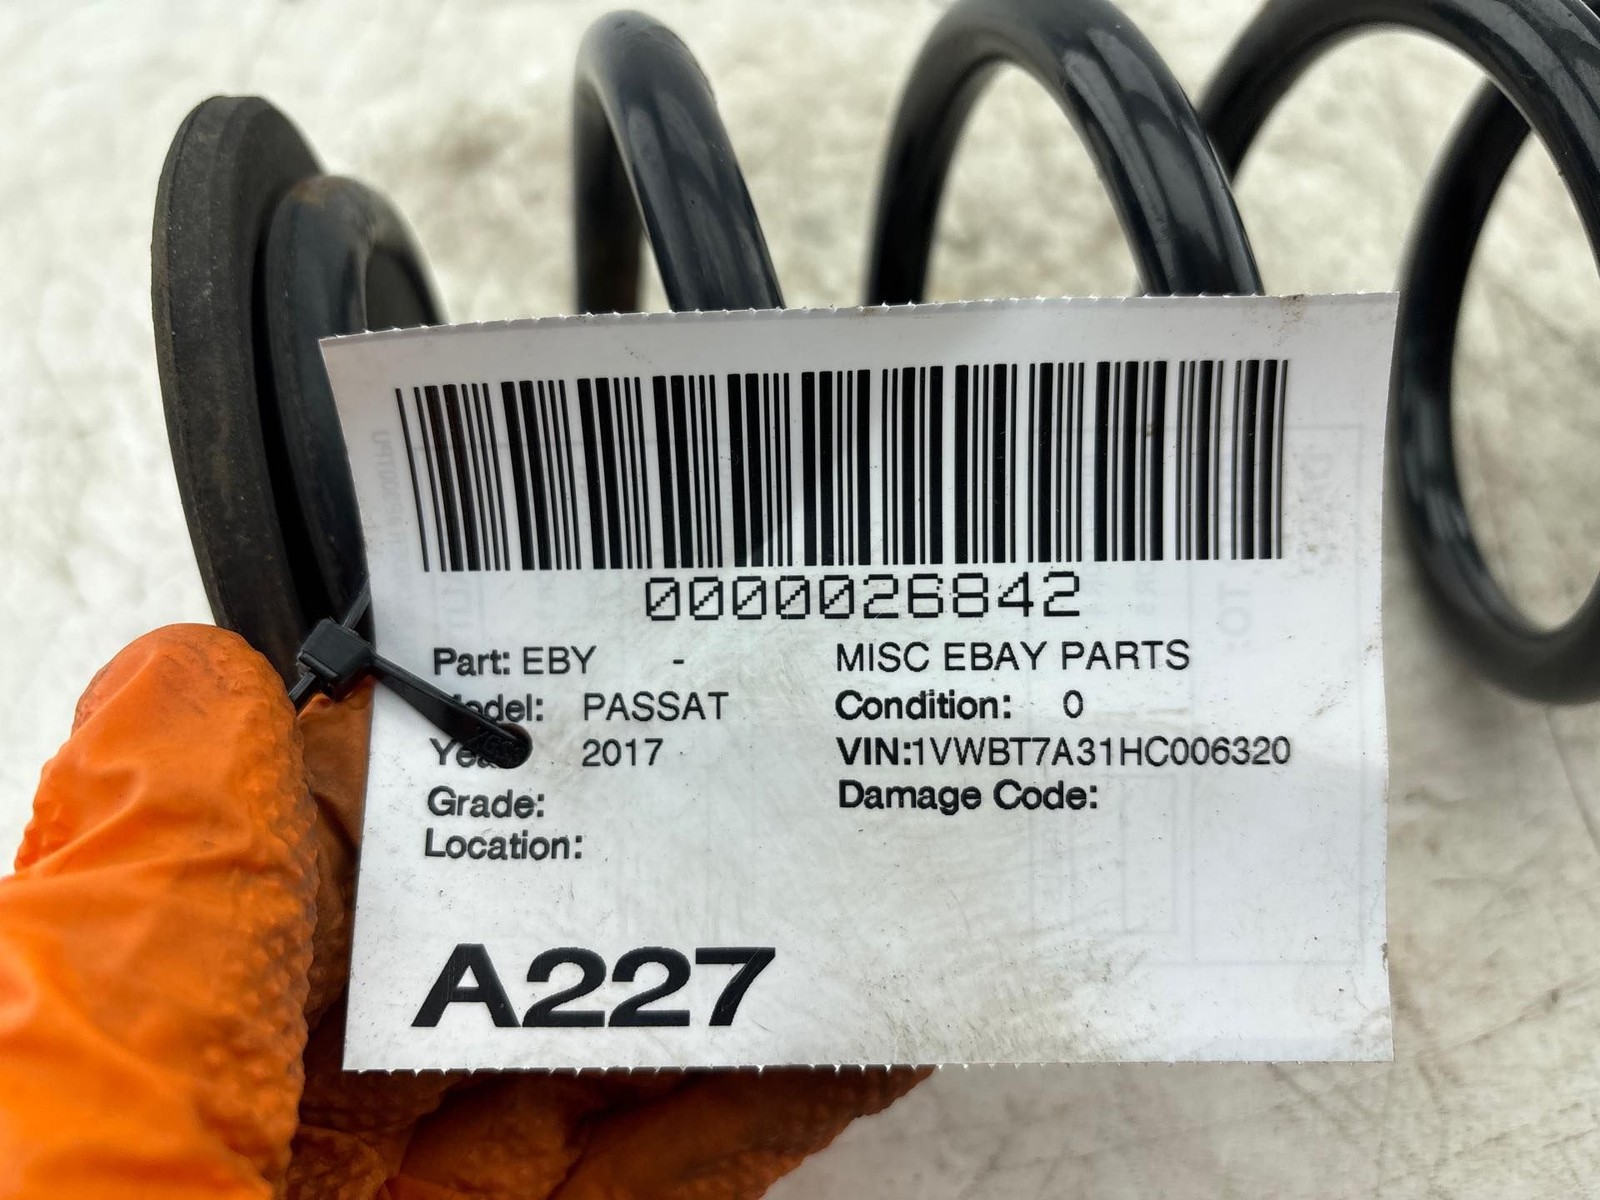 0000026842
Part: EBY - MISC EBAY PARTS
PASSAT Condition: 0
2017 VIN:1VWBT7A31HC006320
Grade: Damage Code:
Location:
A227